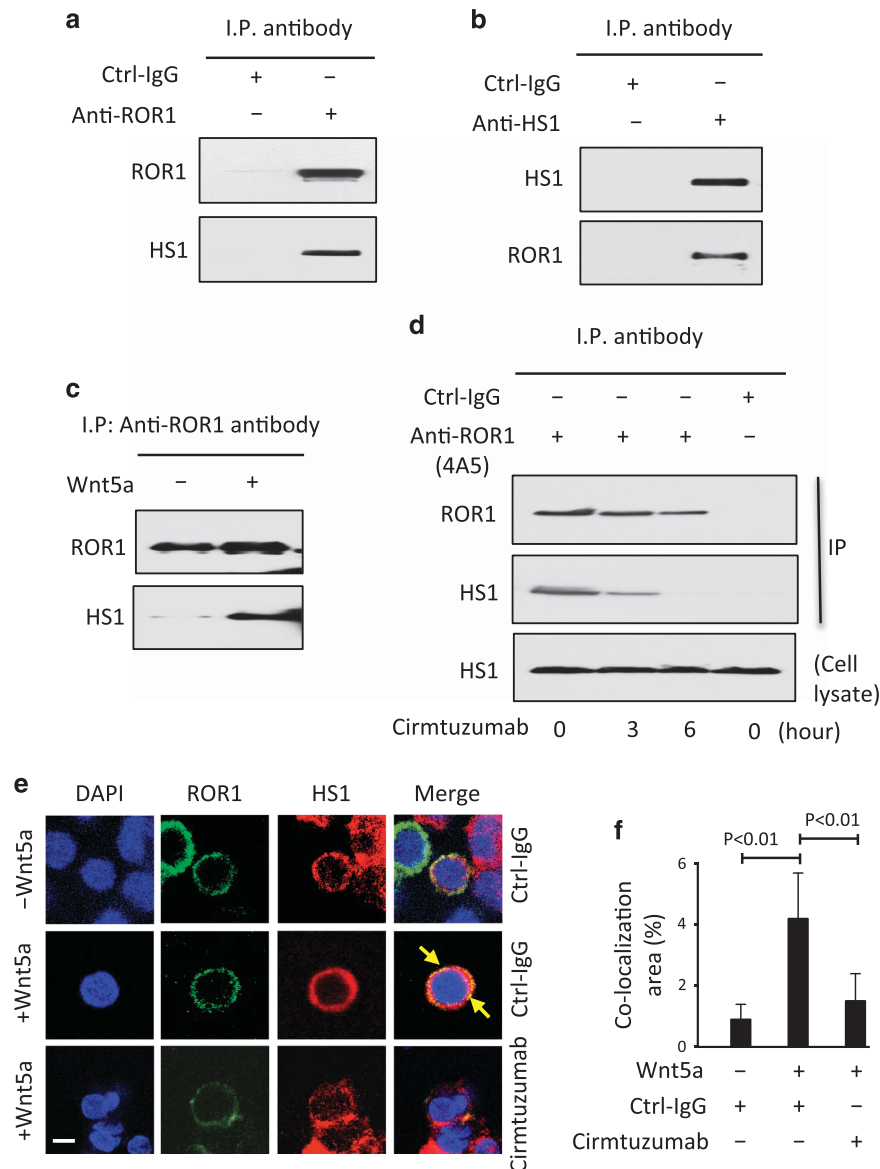 a
I.P. antibody
Ctrl-IgG + −
Anti-ROR1 − +
ROR1
HS1
b
I.P. antibody
Ctrl-IgG + −
Anti-HS1 − +
HS1
ROR1
c
I.P: Anti-ROR1 antibody
Wnt5a − +
ROR1
HS1
d
I.P. antibody
Ctrl-IgG − − − +
Anti-ROR1 + + + −
(4A5)
ROR1
HS1
IP
HS1
(Cell
lysate)
Cirmtuzumab 0 3 6 0 (hour)
e
DAPI ROR1 HS1 Merge
−Wnt5a
Ctrl-IgG
+Wnt5a
Ctrl-IgG
+Wnt5a
Cirmtuzumab
f
P<0.01
P<0.01
Co-localization
area (%)
6
4
2
0
Wnt5a − + +
Ctrl-IgG + + −
Cirmtuzumab − − +